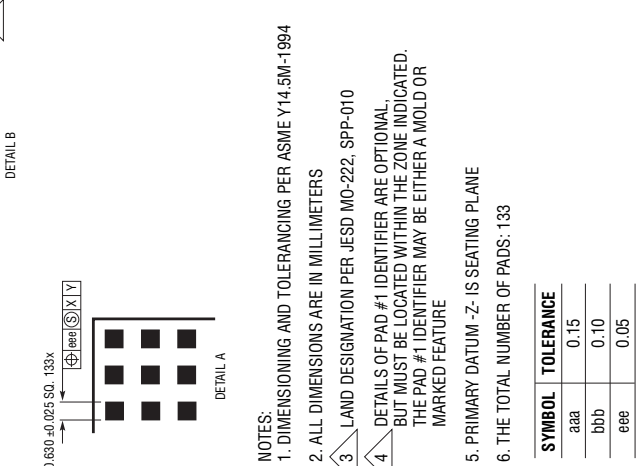 DETAIL B
0.630 ±0.025 SQ. 133x
⌖ eee Ⓢ X Y
DETAIL A
NOTES:
1. DIMENSIONING AND TOLERANCING PER ASME Y14.5M-1994
2. ALL DIMENSIONS ARE IN MILLIMETERS
3 LAND DESIGNATION PER JESD MO-222, SPP-010
4 DETAILS OF PAD #1 IDENTIFIER ARE OPTIONAL,
BUT MUST BE LOCATED WITHIN THE ZONE INDICATED.
THE PAD #1 IDENTIFIER MAY BE EITHER A MOLD OR
MARKED FEATURE
5. PRIMARY DATUM -Z- IS SEATING PLANE
6. THE TOTAL NUMBER OF PADS: 133
SYMBOL TOLERANCE
aaa 0.15
bbb 0.10
eee 0.05